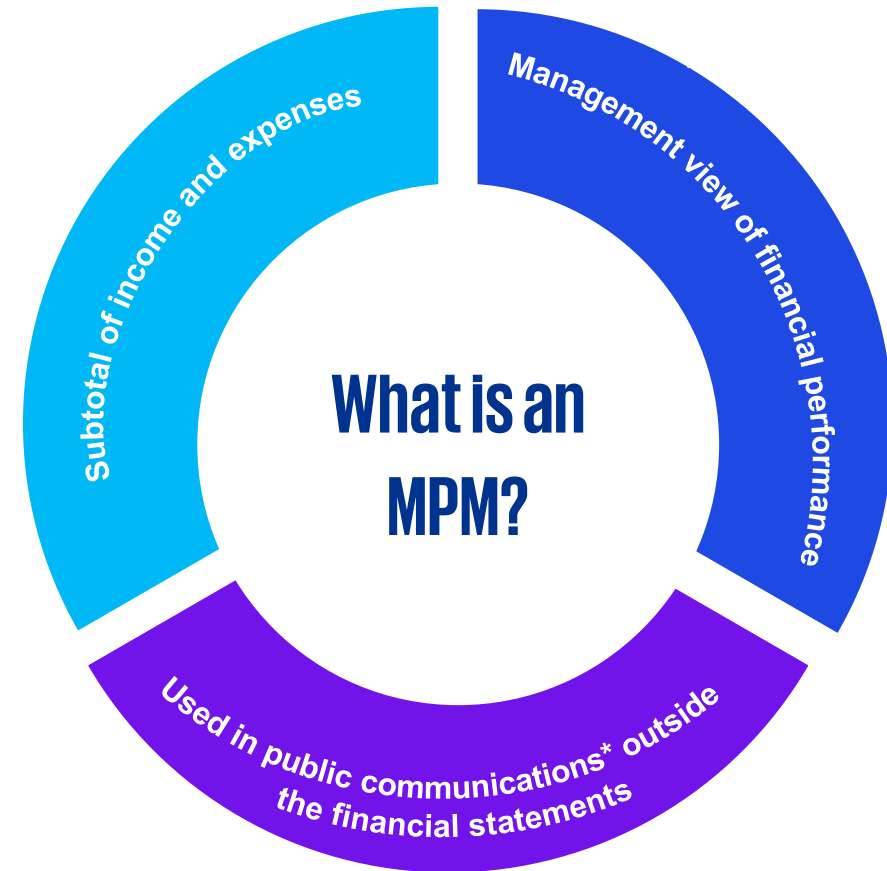 Subtotal of income and expenses
Management view of financial performance
What is an
MPM?
Used in public communications* outside
the financial statements